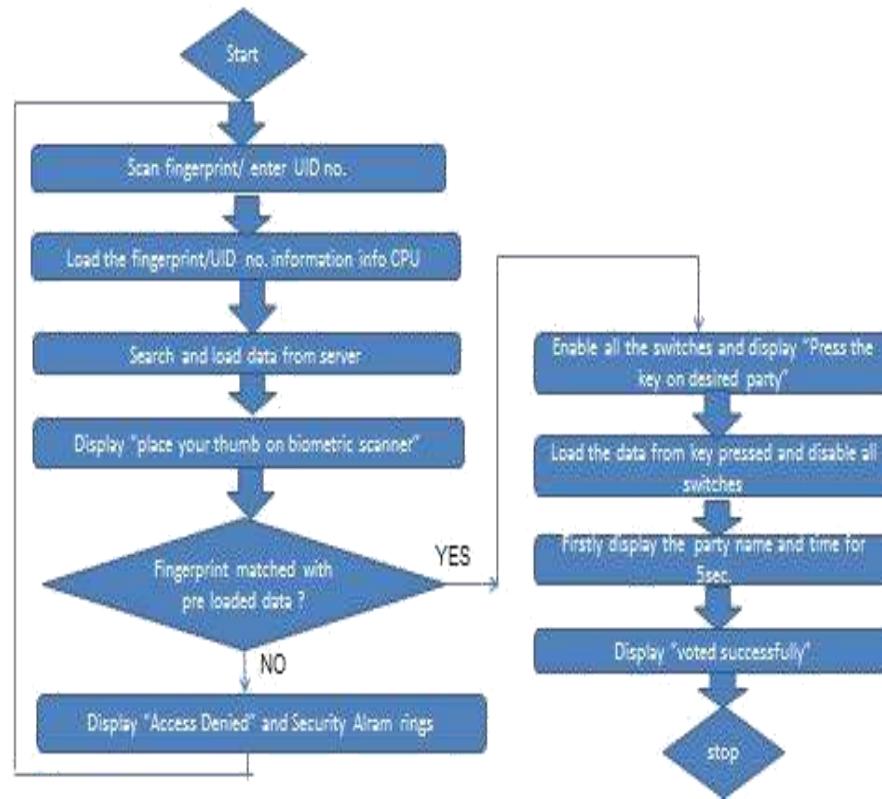 Start
Scan fingerprint/ enter UID no.
Load the fingerprint/UID no. information info CPU
Search and load data from server
Display "place your thumb on biometric scanner"
Fingerprint matched with
pre loaded data ?
YES
NO
Display "Access Denied" and Security Alram rings
Enable all the switches and display "Press the
key on desired party"
Load the data from key pressed and disable all
switches
Firstly display the party name and time for
5sec.
Display "voted successfully"
stop